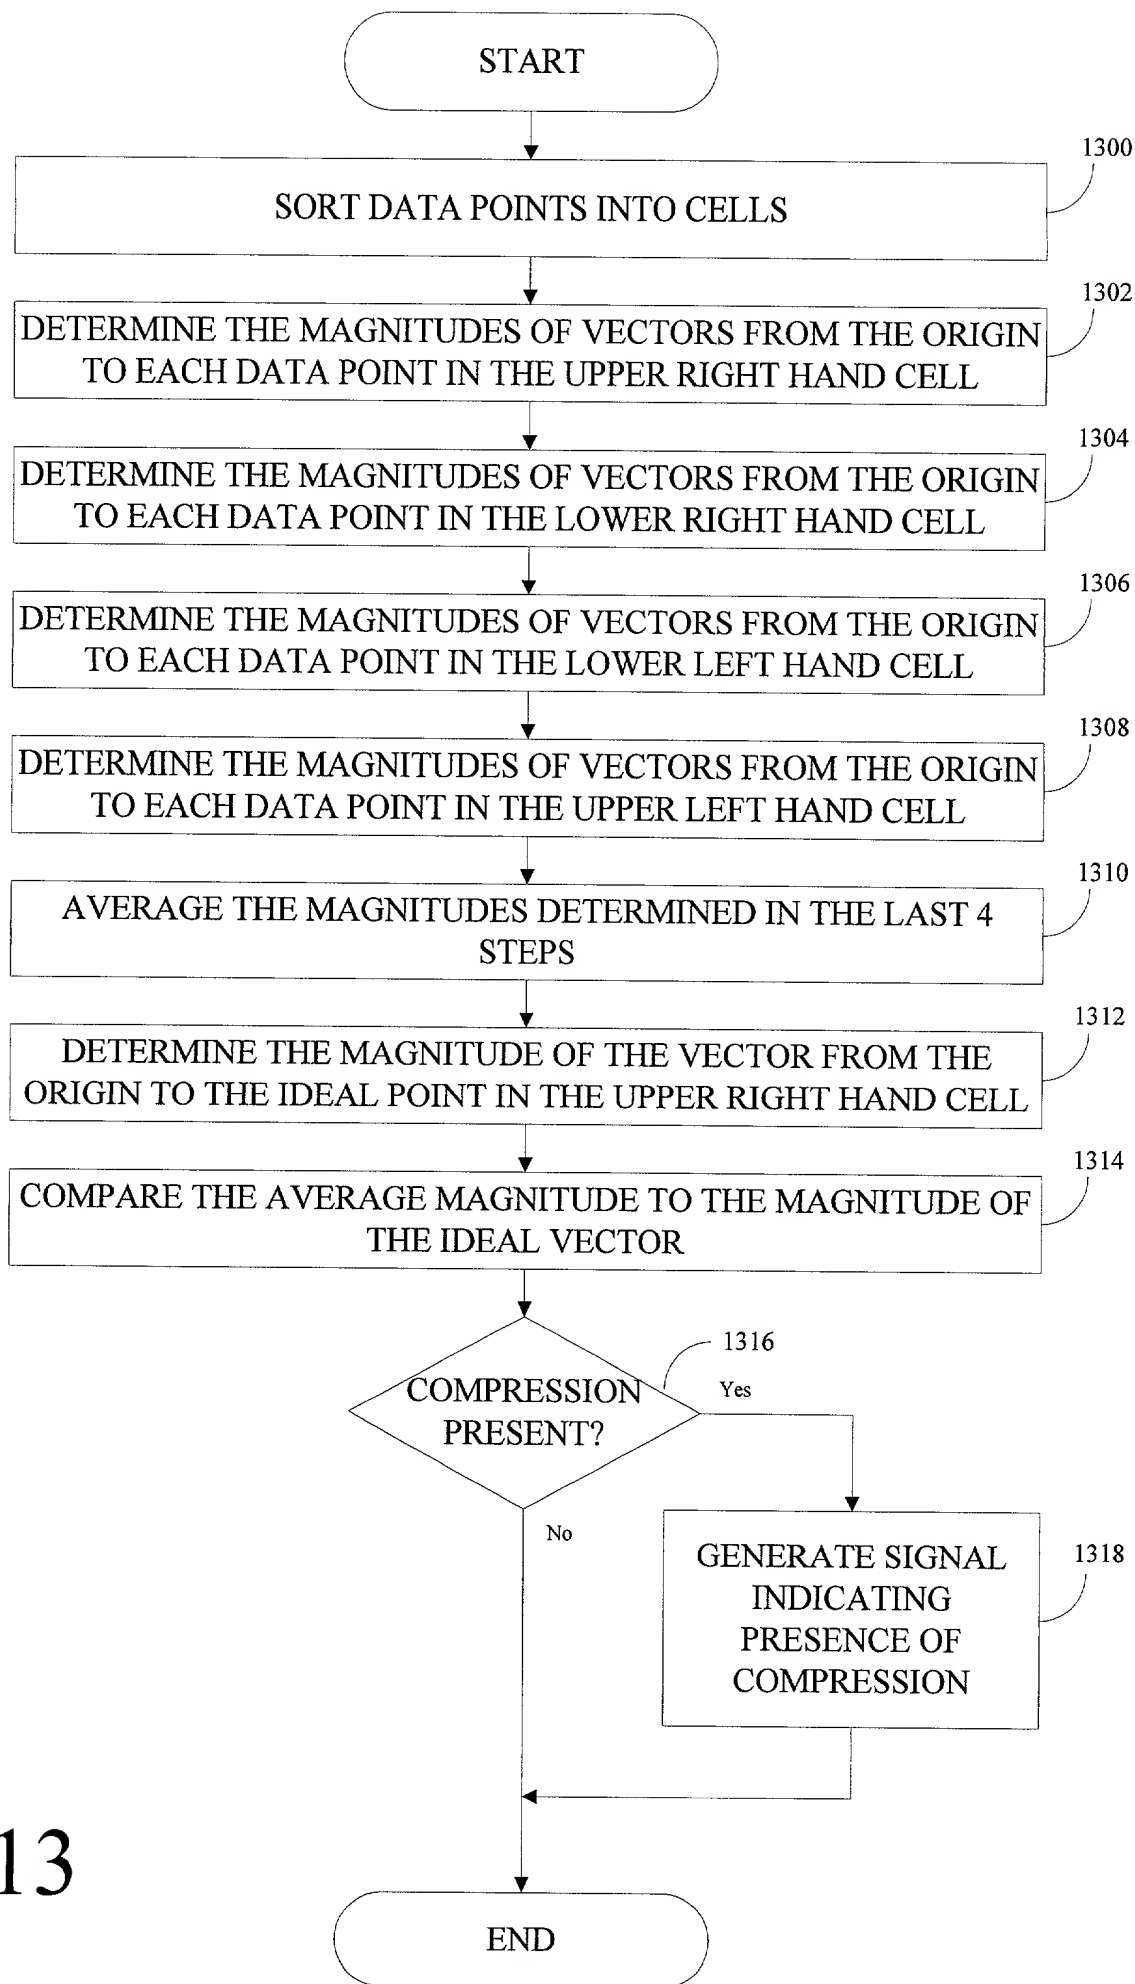 START
1300
SORT DATA POINTS INTO CELLS
1302
DETERMINE THE MAGNITUDES OF VECTORS FROM THE ORIGIN
TO EACH DATA POINT IN THE UPPER RIGHT HAND CELL
1304
DETERMINE THE MAGNITUDES OF VECTORS FROM THE ORIGIN
TO EACH DATA POINT IN THE LOWER RIGHT HAND CELL
1306
DETERMINE THE MAGNITUDES OF VECTORS FROM THE ORIGIN
TO EACH DATA POINT IN THE LOWER LEFT HAND CELL
1308
DETERMINE THE MAGNITUDES OF VECTORS FROM THE ORIGIN
TO EACH DATA POINT IN THE UPPER LEFT HAND CELL
1310
AVERAGE THE MAGNITUDES DETERMINED IN THE LAST 4
STEPS
1312
DETERMINE THE MAGNITUDE OF THE VECTOR FROM THE
ORIGIN TO THE IDEAL POINT IN THE UPPER RIGHT HAND CELL
1314
COMPARE THE AVERAGE MAGNITUDE TO THE MAGNITUDE OF
THE IDEAL VECTOR
1316
COMPRESSION
PRESENT?
Yes
No
1318
GENERATE SIGNAL
INDICATING
PRESENCE OF
COMPRESSION
13
END